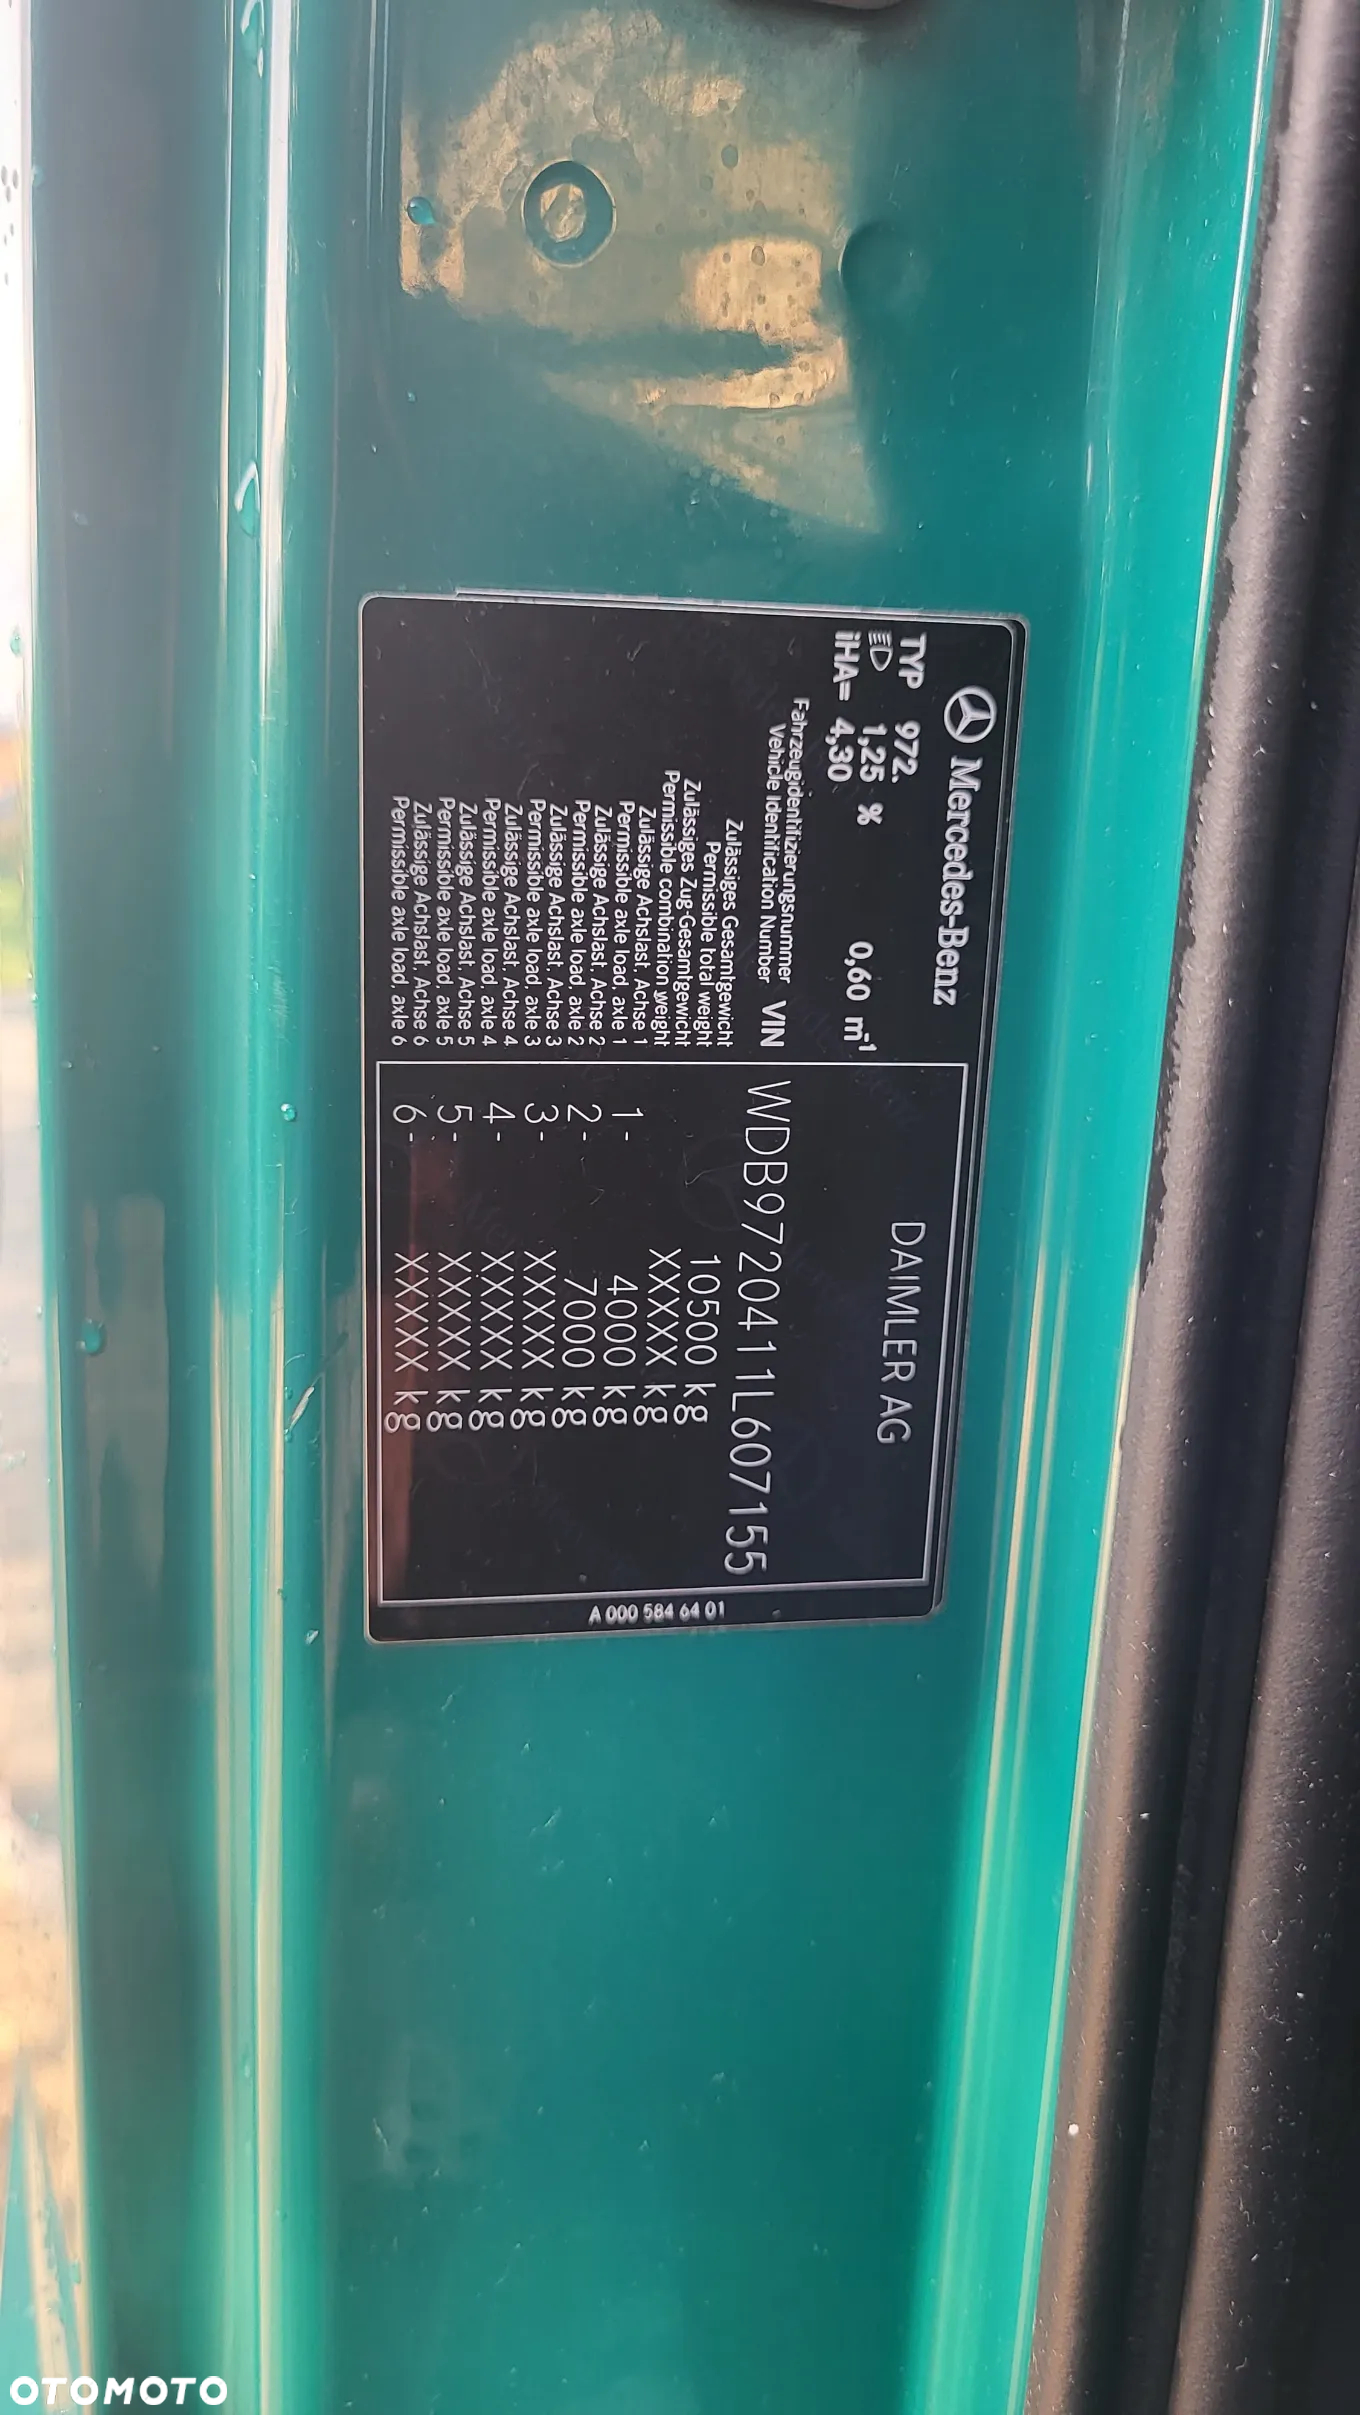 Mercedes-Benz
TYP 972.
1,25 % 0,60 m⁻¹
iHA= 4,30
DAIMLER AG
Fahrzeugidentifizierungsnummer
Vehicle Identification Number VIN WDB9720411L607155
Zulässiges Gesamtgewicht
Permissible total weight 10500 kg
Zulässiges Zug-Gesamtgewicht
Permissible combination weight XXXXX kg
Zulässige Achslast, Achse 1
Permissible axle load, axle 1 1- 4000 kg
Zulässige Achslast, Achse 2
Permissible axle load, axle 2 2- 7000 kg
Zulässige Achslast, Achse 3
Permissible axle load, axle 3 3- XXXXX kg
Zulässige Achslast, Achse 4
Permissible axle load, axle 4 4- XXXXX kg
Zulässige Achslast, Achse 5
Permissible axle load, axle 5 5- XXXXX kg
Zulässige Achslast, Achse 6
Permissible axle load, axle 6 6- XXXXX kg
A 000 584 64 01
OTOMOTO